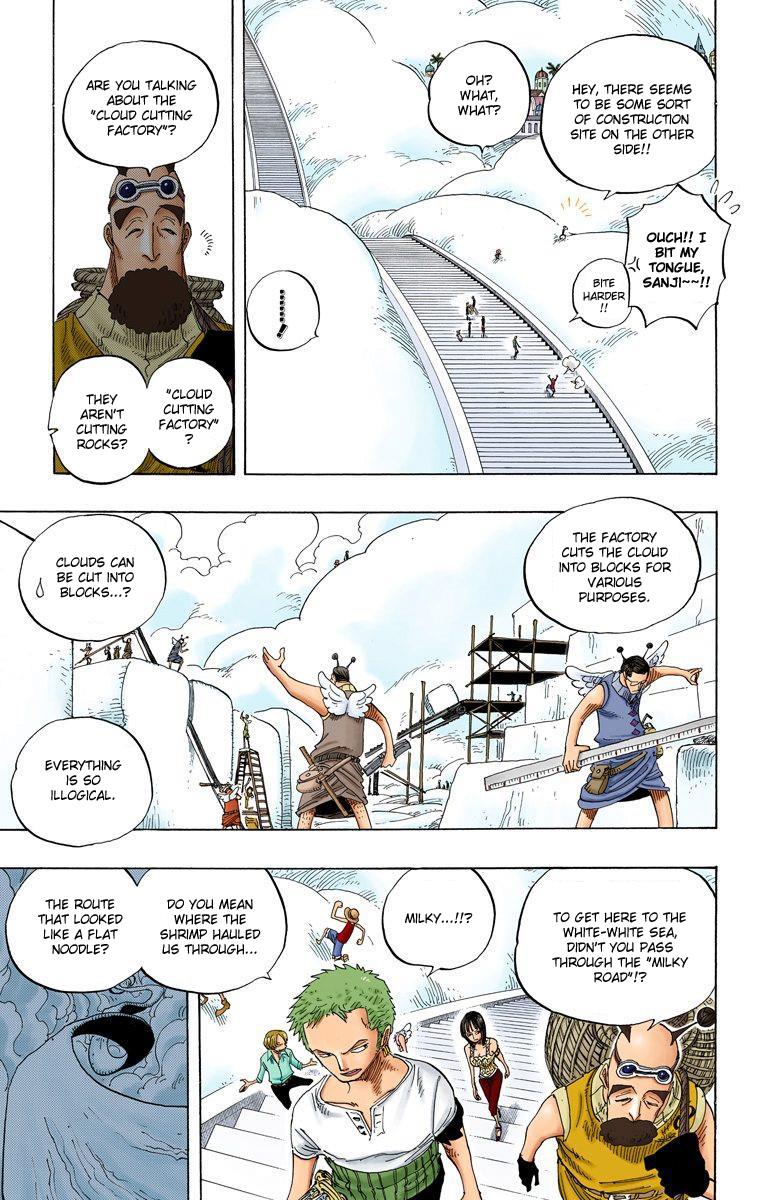 HEY, THERE SEEMS
TO BE SOME SORT
OF CONSTRUCTION
SITE ON THE OTHER
SIDE!!
OH?
WHAT,
WHAT?
OUCH!! I
BIT MY
TONGUE,
SANJI~~!!
BITE
HARDER
!!
......!
ARE YOU TALKING
ABOUT THE
"CLOUD CUTTING
FACTORY"?
"CLOUD
CUTTING
FACTORY"
?
THEY
AREN'T
CUTTING
ROCKS?
THE FACTORY
CUTS THE CLOUD
INTO BLOCKS FOR
VARIOUS
PURPOSES.
CLOUDS CAN
BE CUT INTO
BLOCKS...?
EVERYTHING
IS SO
ILLOGICAL.
TO GET HERE TO THE
WHITE-WHITE SEA,
DIDN'T YOU PASS
THROUGH THE "MILKY
ROAD"!?
MILKY...!!?
DO YOU MEAN
WHERE THE
SHRIMP HAULED
US THROUGH...
THE ROUTE
THAT LOOKED
LIKE A FLAT
NOODLE?